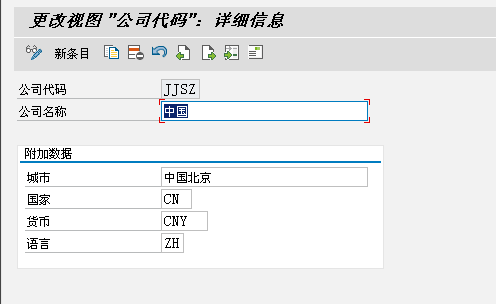 更改视图 "公司代码"：详细信息
新条目
公司代码 JJSZ
公司名称 中国
附加数据
城市 中国北京
国家 CN
货币 CNY
语言 ZH